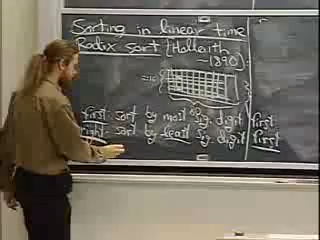 Sorting in linear time
Radix sort (Hollerith
~1890)
First: sort by most sig. digit first
right: sort by least sig. digit first